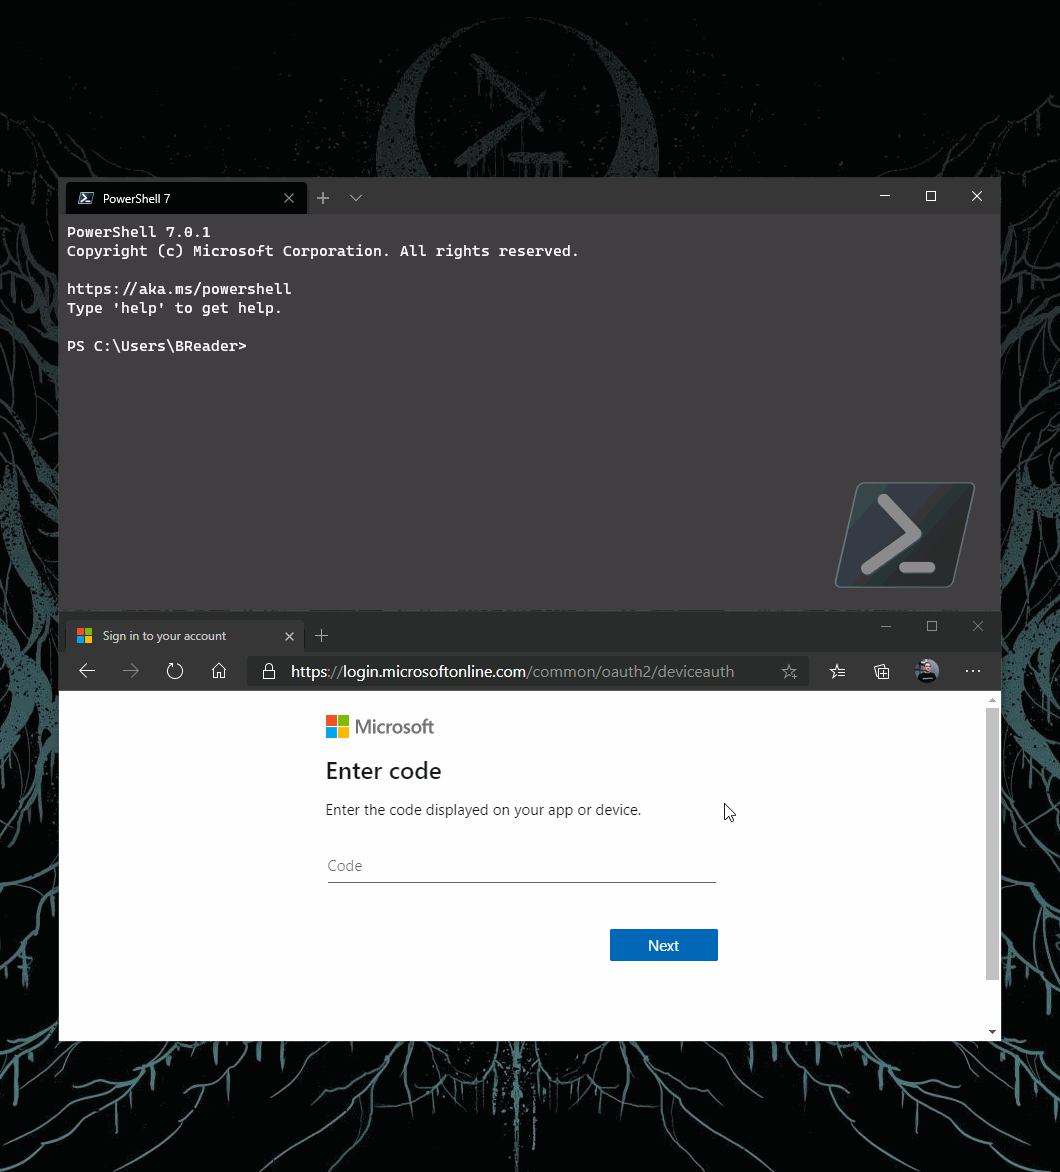 PowerShell 7
PowerShell 7.0.1
Copyright (c) Microsoft Corporation. All rights reserved.
https://aka.ms/powershell
Type 'help' to get help.
PS C:\Users\BReader>
Sign in to your account
https://login.microsoftonline.com/common/oauth2/deviceauth
Microsoft
Enter code
Enter the code displayed on your app or device.
Code
Next